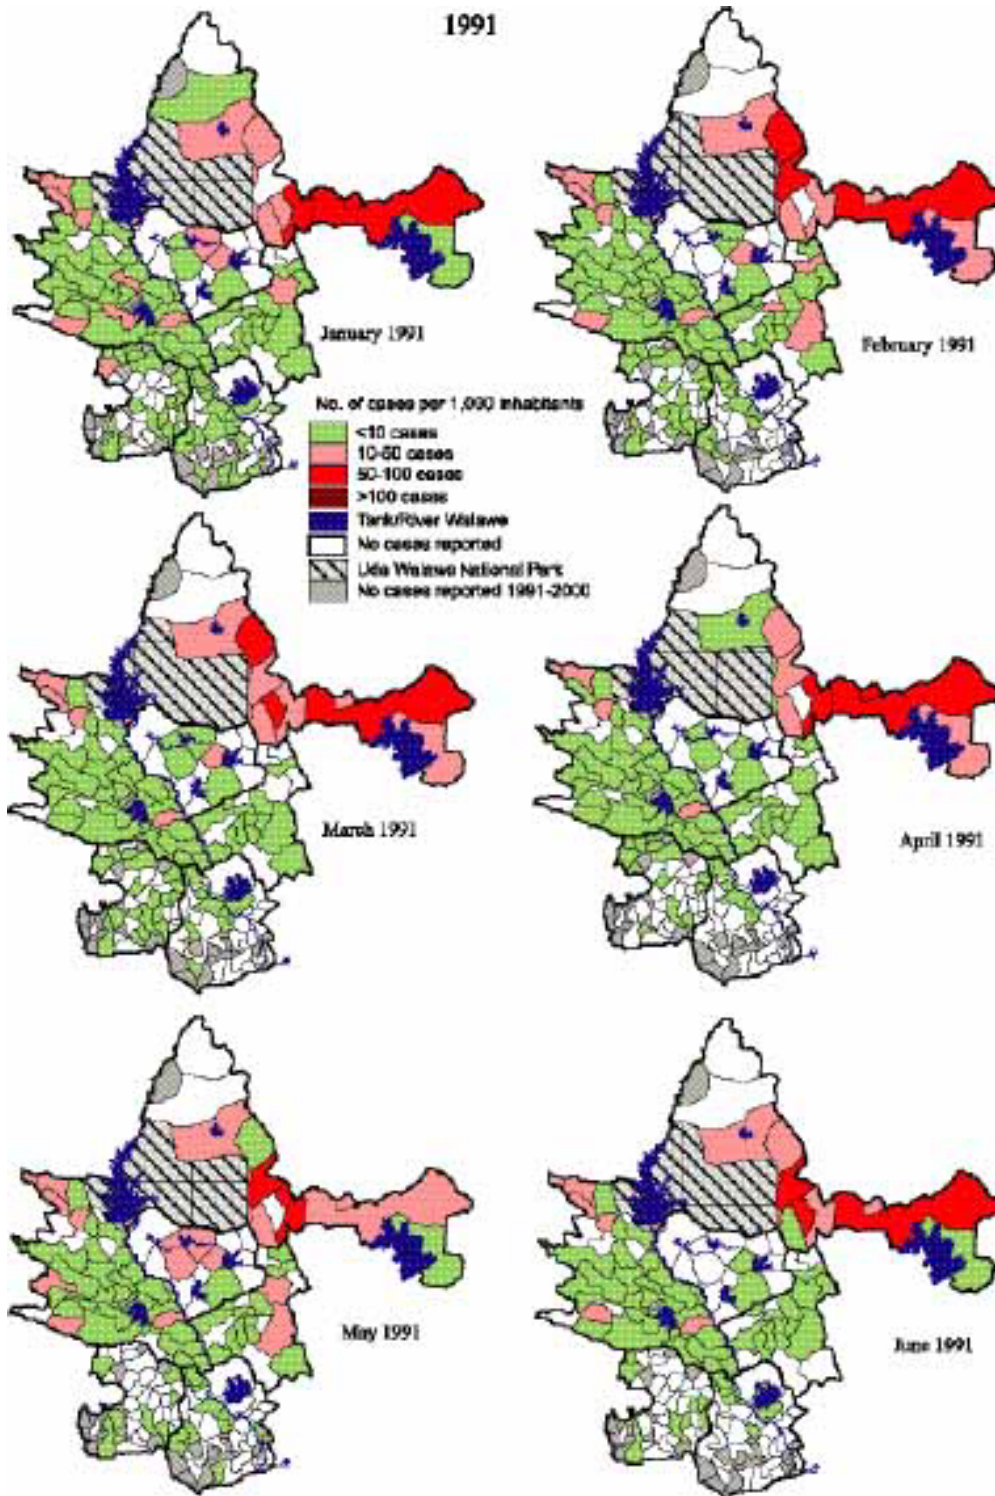 1991
January 1991
February 1991
No. of cases per 1,000 inhabitants
<10 cases
10-50 cases
50-100 cases
>100 cases
Tank/River Walawe
No cases reported
Uda Walawe National Park
No cases reported 1991-2000
March 1991
April 1991
May 1991
June 1991